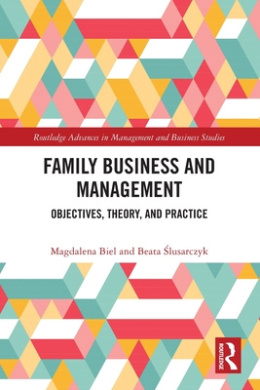 Routledge Advances in Management and Business Studies
FAMILY BUSINESS AND
MANAGEMENT
OBJECTIVES, THEORY, AND PRACTICE
Magdalena Biel and Beata Ślusarczyk
ROUTLEDGE